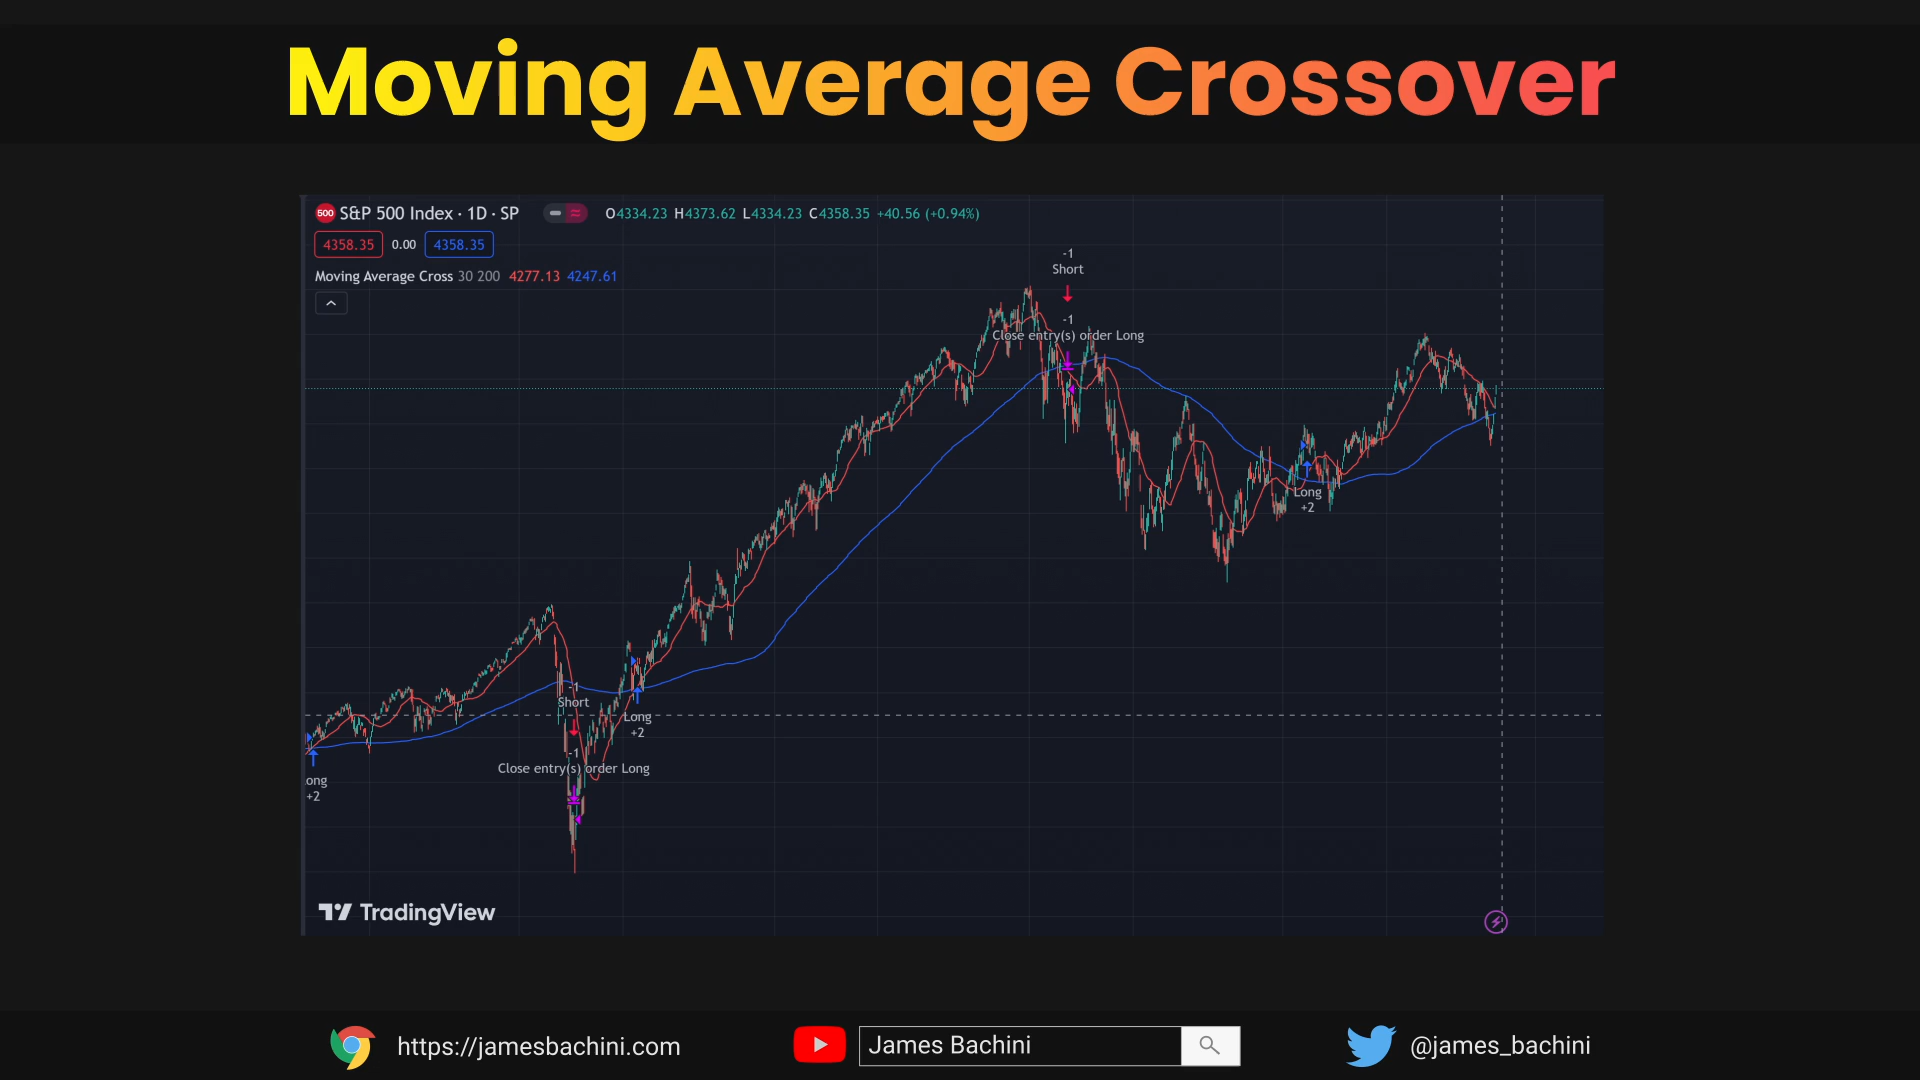 Moving Average Crossover
500 S&P 500 Index · 1D · SP O4334.23 H4373.62 L4334.23 C4358.35 +40.56 (+0.94%)
4358.35 0.00 4358.35
Moving Average Cross 30 200 4277.13 4247.61
-1
Short
-1
Close entry(s) order Long
Long
+2
-1
Short
Long
+2
-1
Close entry(s) order Long
ong
+2
TradingView
https://jamesbachini.com
James Bachini
@james_bachini